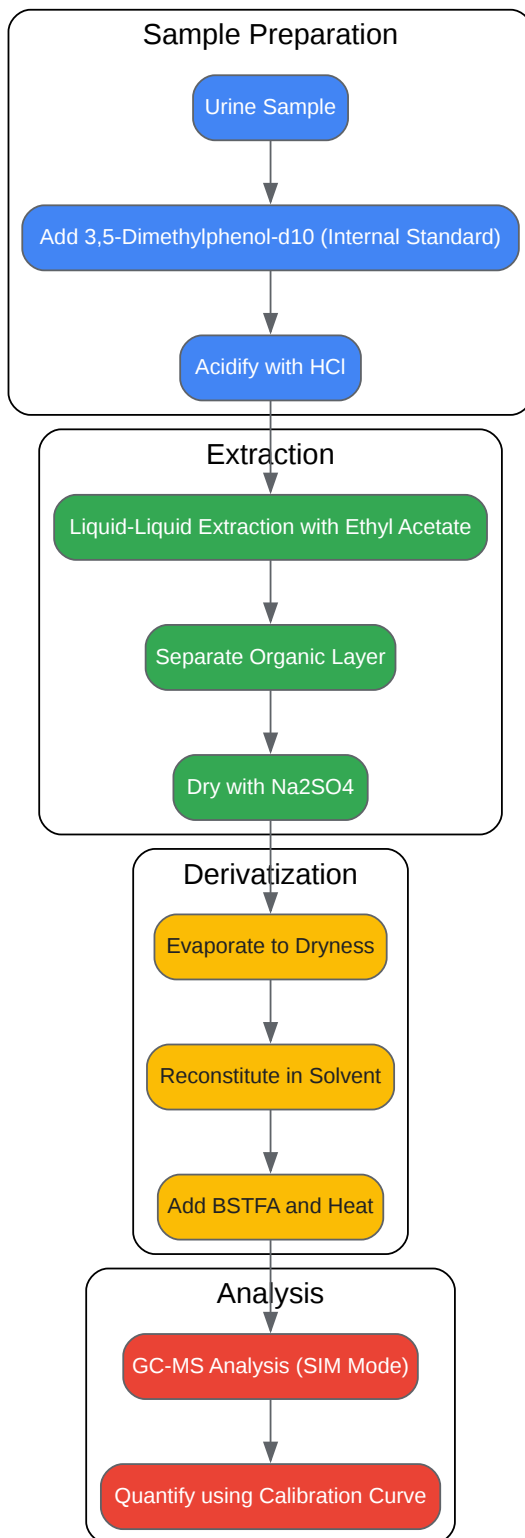 Sample Preparation
Urine Sample
Add 3,5-Dimethylphenol-d10 (Internal Standard)
Acidify with HCl
Extraction
Liquid-Liquid Extraction with Ethyl Acetate
Separate Organic Layer
Dry with Na2SO4
Derivatization
Evaporate to Dryness
Reconstitute in Solvent
Add BSTFA and Heat
Analysis
GC-MS Analysis (SIM Mode)
Quantify using Calibration Curve